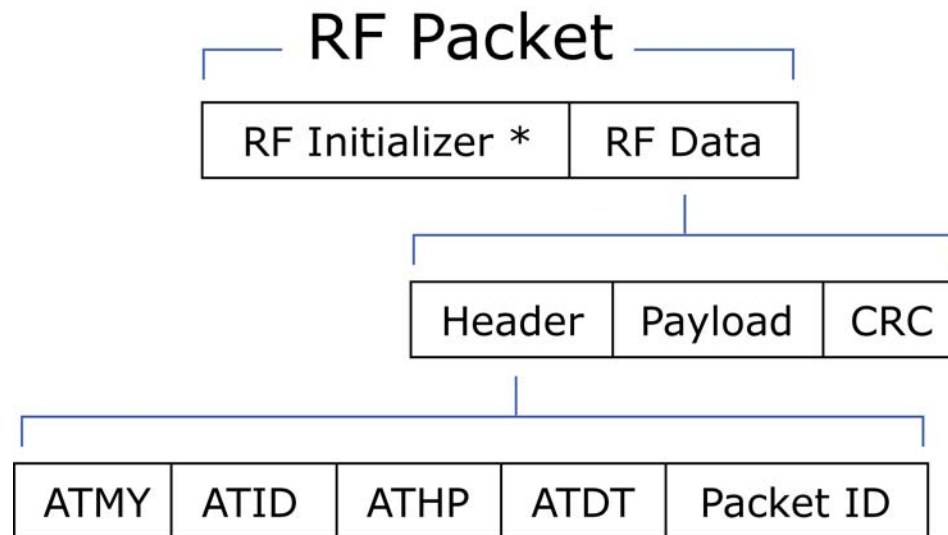 RF Packet
RF Initializer * RF Data
Header Payload CRC
ATMY ATID ATHP ATDT Packet ID